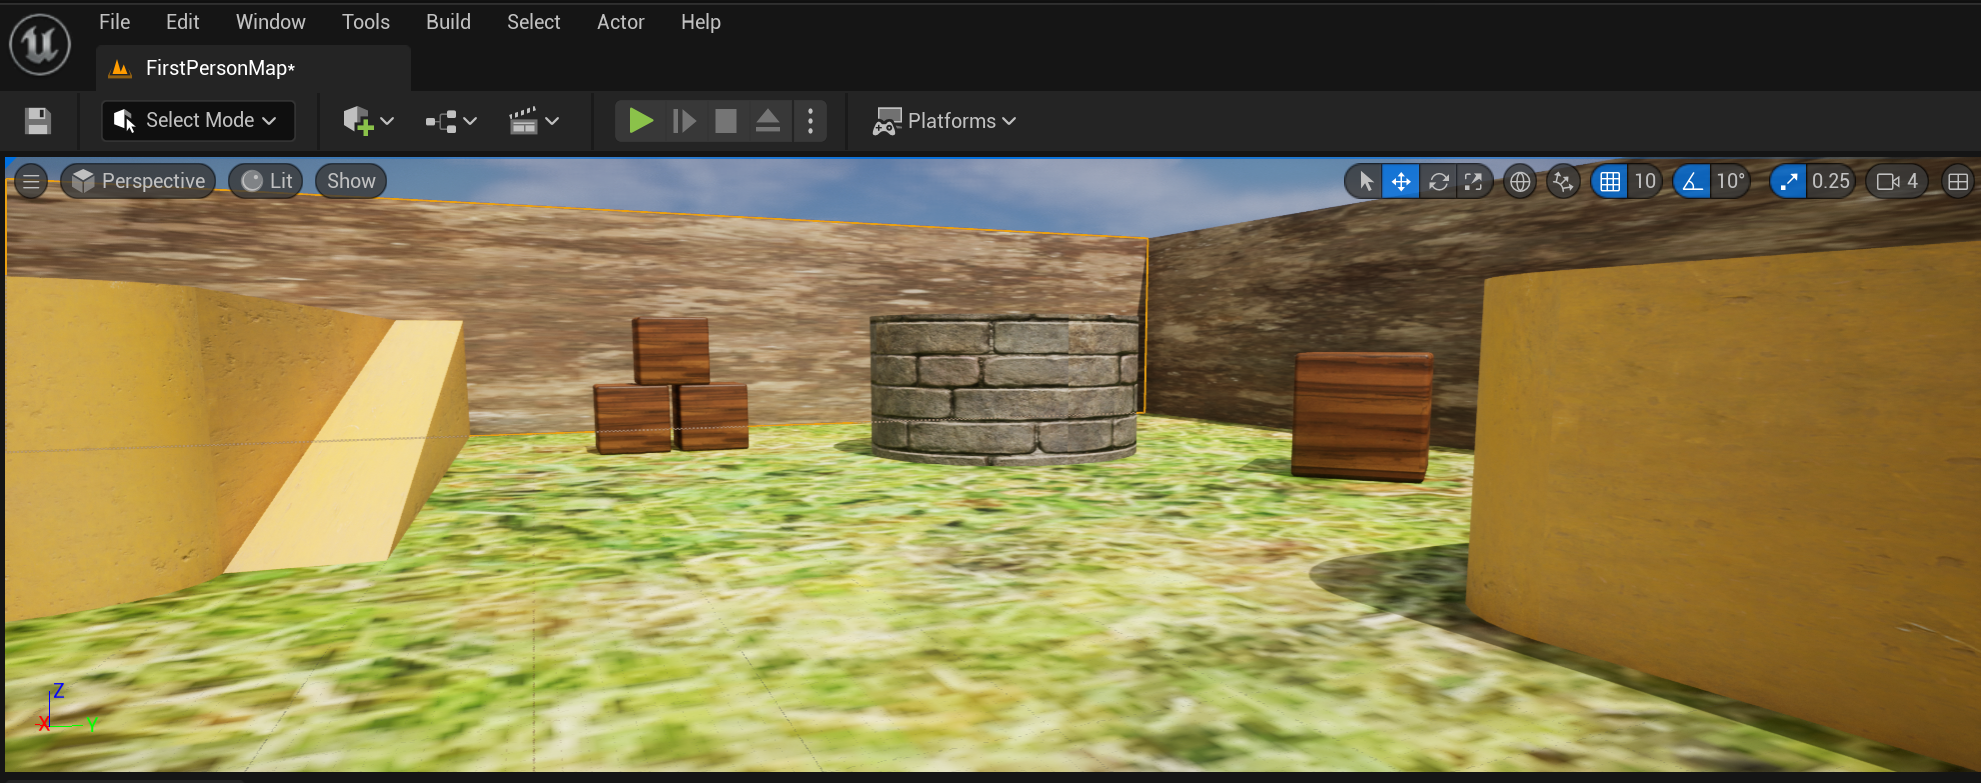 File Edit Window Tools Build Select Actor Help
FirstPersonMap*
Select Mode Platforms
Perspective Lit Show 10 10° 0.25 4
Z
X Y